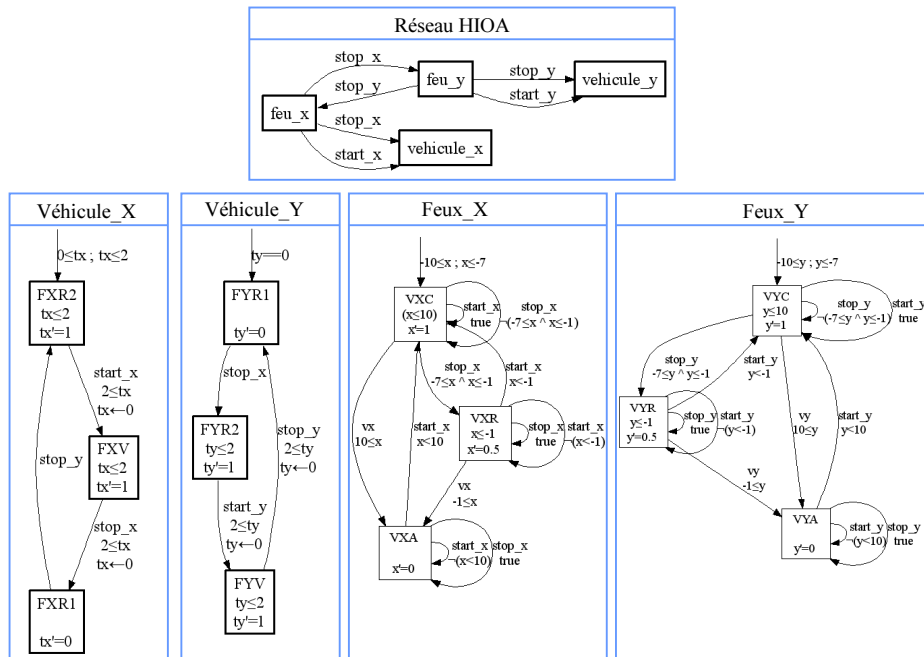 Réseau HIOA
stop_x
feu_y
stop_y
vehicule_y
stop_y
start_y
feu_x
stop_x
vehicule_x
start_x
Véhicule_X
0≤tx ; tx≤2
FXR2
tx≤2
tx'=1
start_x
2≤tx
tx←0
FXV
tx≤2
tx'=1
stop_y
stop_x
2≤tx
tx←0
FXR1
tx'=0
Véhicule_Y
ty==0
FYR1
ty'=0
stop_x
FYR2
ty≤2
ty'=1
stop_y
2≤ty
ty←0
start_y
2≤ty
ty←0
FYV
ty≤2
ty'=1
Feux_X
-10≤x ; x≤-7
VXC
(x≤10)
x'=1
start_x
true
stop_x
¬(-7≤x ^ x≤-1)
stop_x
-7≤x ^ x≤-1
start_x
x<-1
VXR
x≤-1
x'=0.5
stop_x
true
start_x
¬(x<-1)
vx
10≤x
start_x
x<10
vx
-1≤x
VXA
x'=0
start_x
¬(x<10)
stop_x
true
Feux_Y
-10≤y ; y≤-7
VYC
y≤10
y'=1
stop_y
¬(-7≤y ^ y≤-1)
start_y
true
stop_y
-7≤y ^ y≤-1
start_y
y<-1
VYR
y≤-1
y'=0.5
stop_y
true
start_y
¬(y<-1)
vy
10≤y
start_y
y<10
vy
-1≤y
VYA
y'=0
start_y
¬(y<10)
stop_y
true